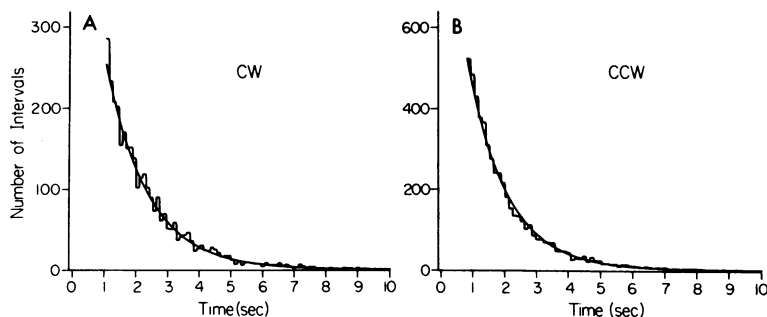 A
CW
Number of Intervals
300
200
100
0
0 1 2 3 4 5 6 7 8 9 10
Time (sec)
B
CCW
600
400
200
0
0 1 2 3 4 5 6 7 8 9 10
Time (sec)